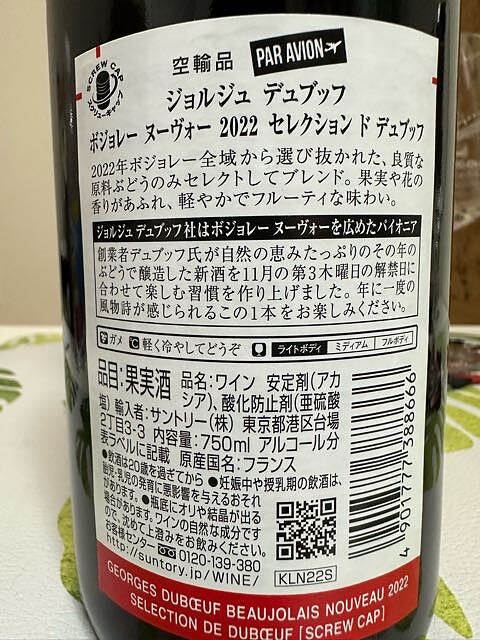 SCREW CAP
スクリューキャップ
空輸品 PAR AVION
ジョルジュ デュブッフ
ボジョレー ヌーヴォー 2022 セレクション ド デュブッフ
2022年ボジョレー全域から選び抜かれた、良質な
原料ぶどうのみセレクトしてブレンド。果実や花の
香りがあふれ、軽やかでフルーティな味わい。
ジョルジュ デュブッフ社はボジョレー ヌーヴォーを広めたパイオニア
創業者デュブッフ氏が自然の恵みたっぷりのその年の
ぶどうで醸造した新酒を11月の第3木曜日の解禁日に
合わせて楽しむ習慣を作り上げました。年に一度の
風物詩が感じられるこの1本をお楽しみください。
ガメ ℃ 軽く冷やしてどうぞ ライトボディ ミディアム フルボディ
品目:果実酒 品名:ワイン 安定剤(アカ
シア)、酸化防止剤(亜硫酸
塩) 輸入者:サントリー(株) 東京都港区台場
2丁目3-3 内容量:750ml アルコール分
表ラベルに記載 原産国名:フランス
●飲酒は20歳を過ぎてから ●妊娠中や授乳期の飲酒は、
胎児・乳児の発育に悪影響を与えるおそれ
があります。●瓶底にオリや結晶が出る
場合があります。ワインの自然な成分です
ので、沈めて上澄みをお飲みください。
お客様センター 0120-139-380
http://suntory.jp/WINE/
KLN22S
4 901777 388666
GEORGES DUBŒUF BEAUJOLAIS NOUVEAU 2022
SELECTION DE DUBŒUF [SCREW CAP]